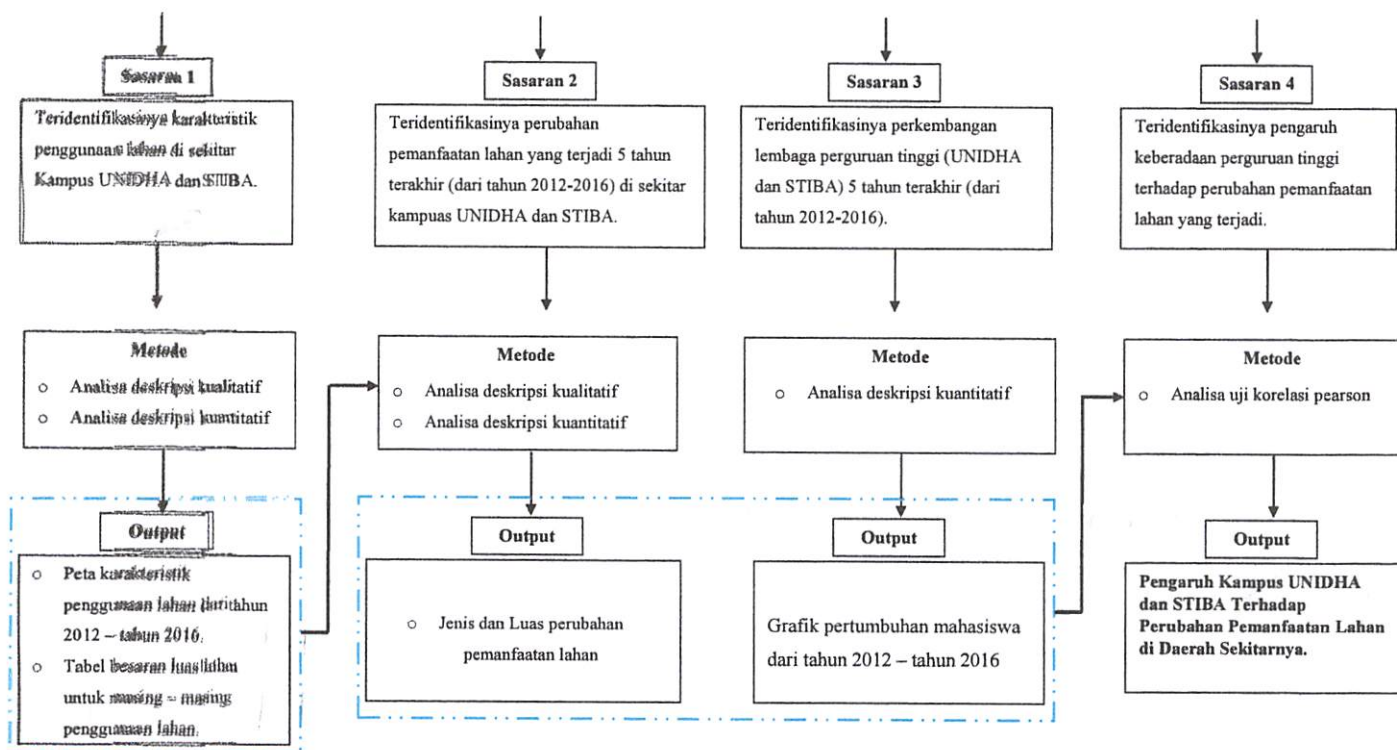 Sasaran 1
Teridentifikasinya karakteristik
penggunaan lahan di sekitar
Kampus UNIDHA dan STIBA.
Metode
○ Analisa deskripsi kualitatif
○ Analisa deskripsi kuantitatif
Output
○ Peta karakteristik
penggunaan lahan dari tahun
2012 – tahun 2016.
○ Tabel besaran luas lahan
untuk masing – masing
penggunaan lahan.
Sasaran 2
Teridentifikasinya perubahan
pemanfaatan lahan yang terjadi 5 tahun
terakhir (dari tahun 2012-2016) di sekitar
kampuas UNIDHA dan STIBA.
Metode
○ Analisa deskripsi kualitatif
○ Analisa deskripsi kuantitatif
Output
○ Jenis dan Luas perubahan
pemanfaatan lahan
Sasaran 3
Teridentifikasinya perkembangan
lembaga perguruan tinggi (UNIDHA
dan STIBA) 5 tahun terakhir (dari
tahun 2012-2016).
Metode
○ Analisa deskripsi kuantitatif
Output
Grafik pertumbuhan mahasiswa
dari tahun 2012 – tahun 2016
Sasaran 4
Teridentifikasinya pengaruh
keberadaan perguruan tinggi
terhadap perubahan pemanfaatan
lahan yang terjadi.
Metode
○ Analisa uji korelasi pearson
Output
Pengaruh Kampus UNIDHA
dan STIBA Terhadap
Perubahan Pemanfaatan Lahan
di Daerah Sekitarnya.